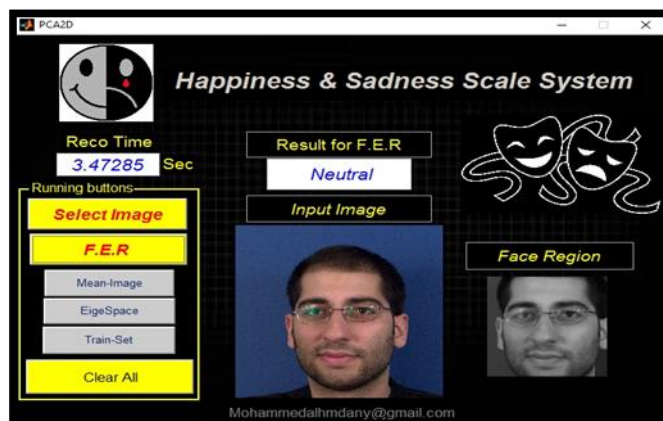 PCA2D
Happiness & Sadness Scale System
Reco Time
3.47285 Sec
Running buttons
Select Image
F.E.R
Mean-Image
EigeSpace
Train-Set
Clear All
Result for F.E.R
Neutral
Input Image
Face Region
Mohammedalhmdany@gmail.com